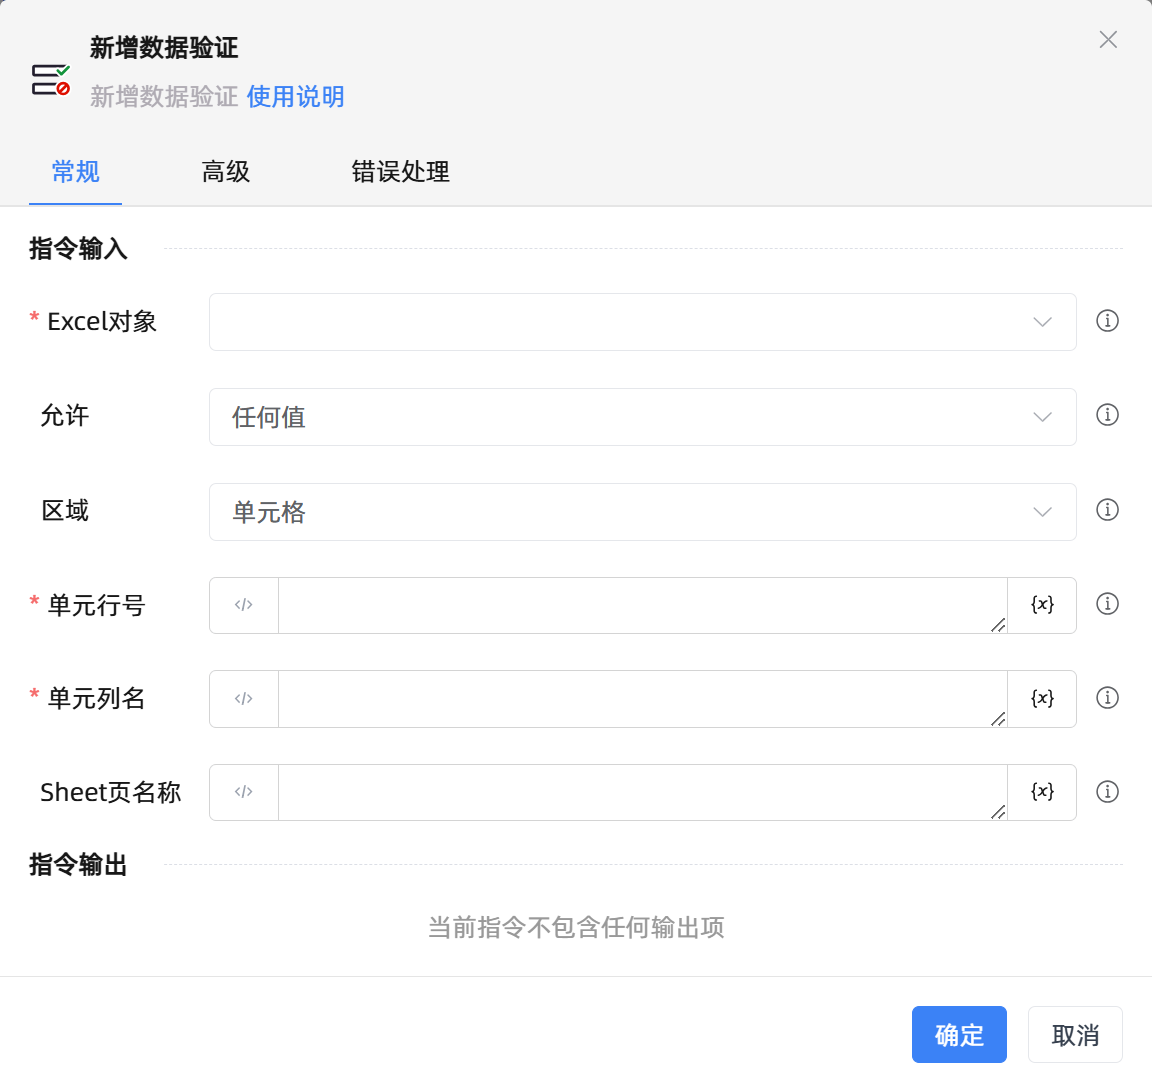 新增数据验证
新增数据验证 使用说明
常规 高级 错误处理
指令输入
* Excel对象
允许 任何值
区域 单元格
* 单元行号 </> {x}
* 单元列名 </> {x}
Sheet页名称 </> {x}
指令输出
当前指令不包含任何输出项
确定 取消